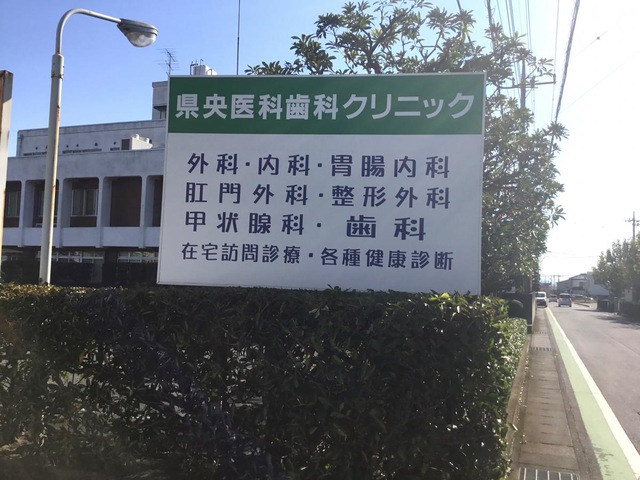 県央医科歯科クリニック
外科・内科・胃腸内科
肛門外科・整形外科
甲状腺科・歯科
在宅訪問診療・各種健康診断